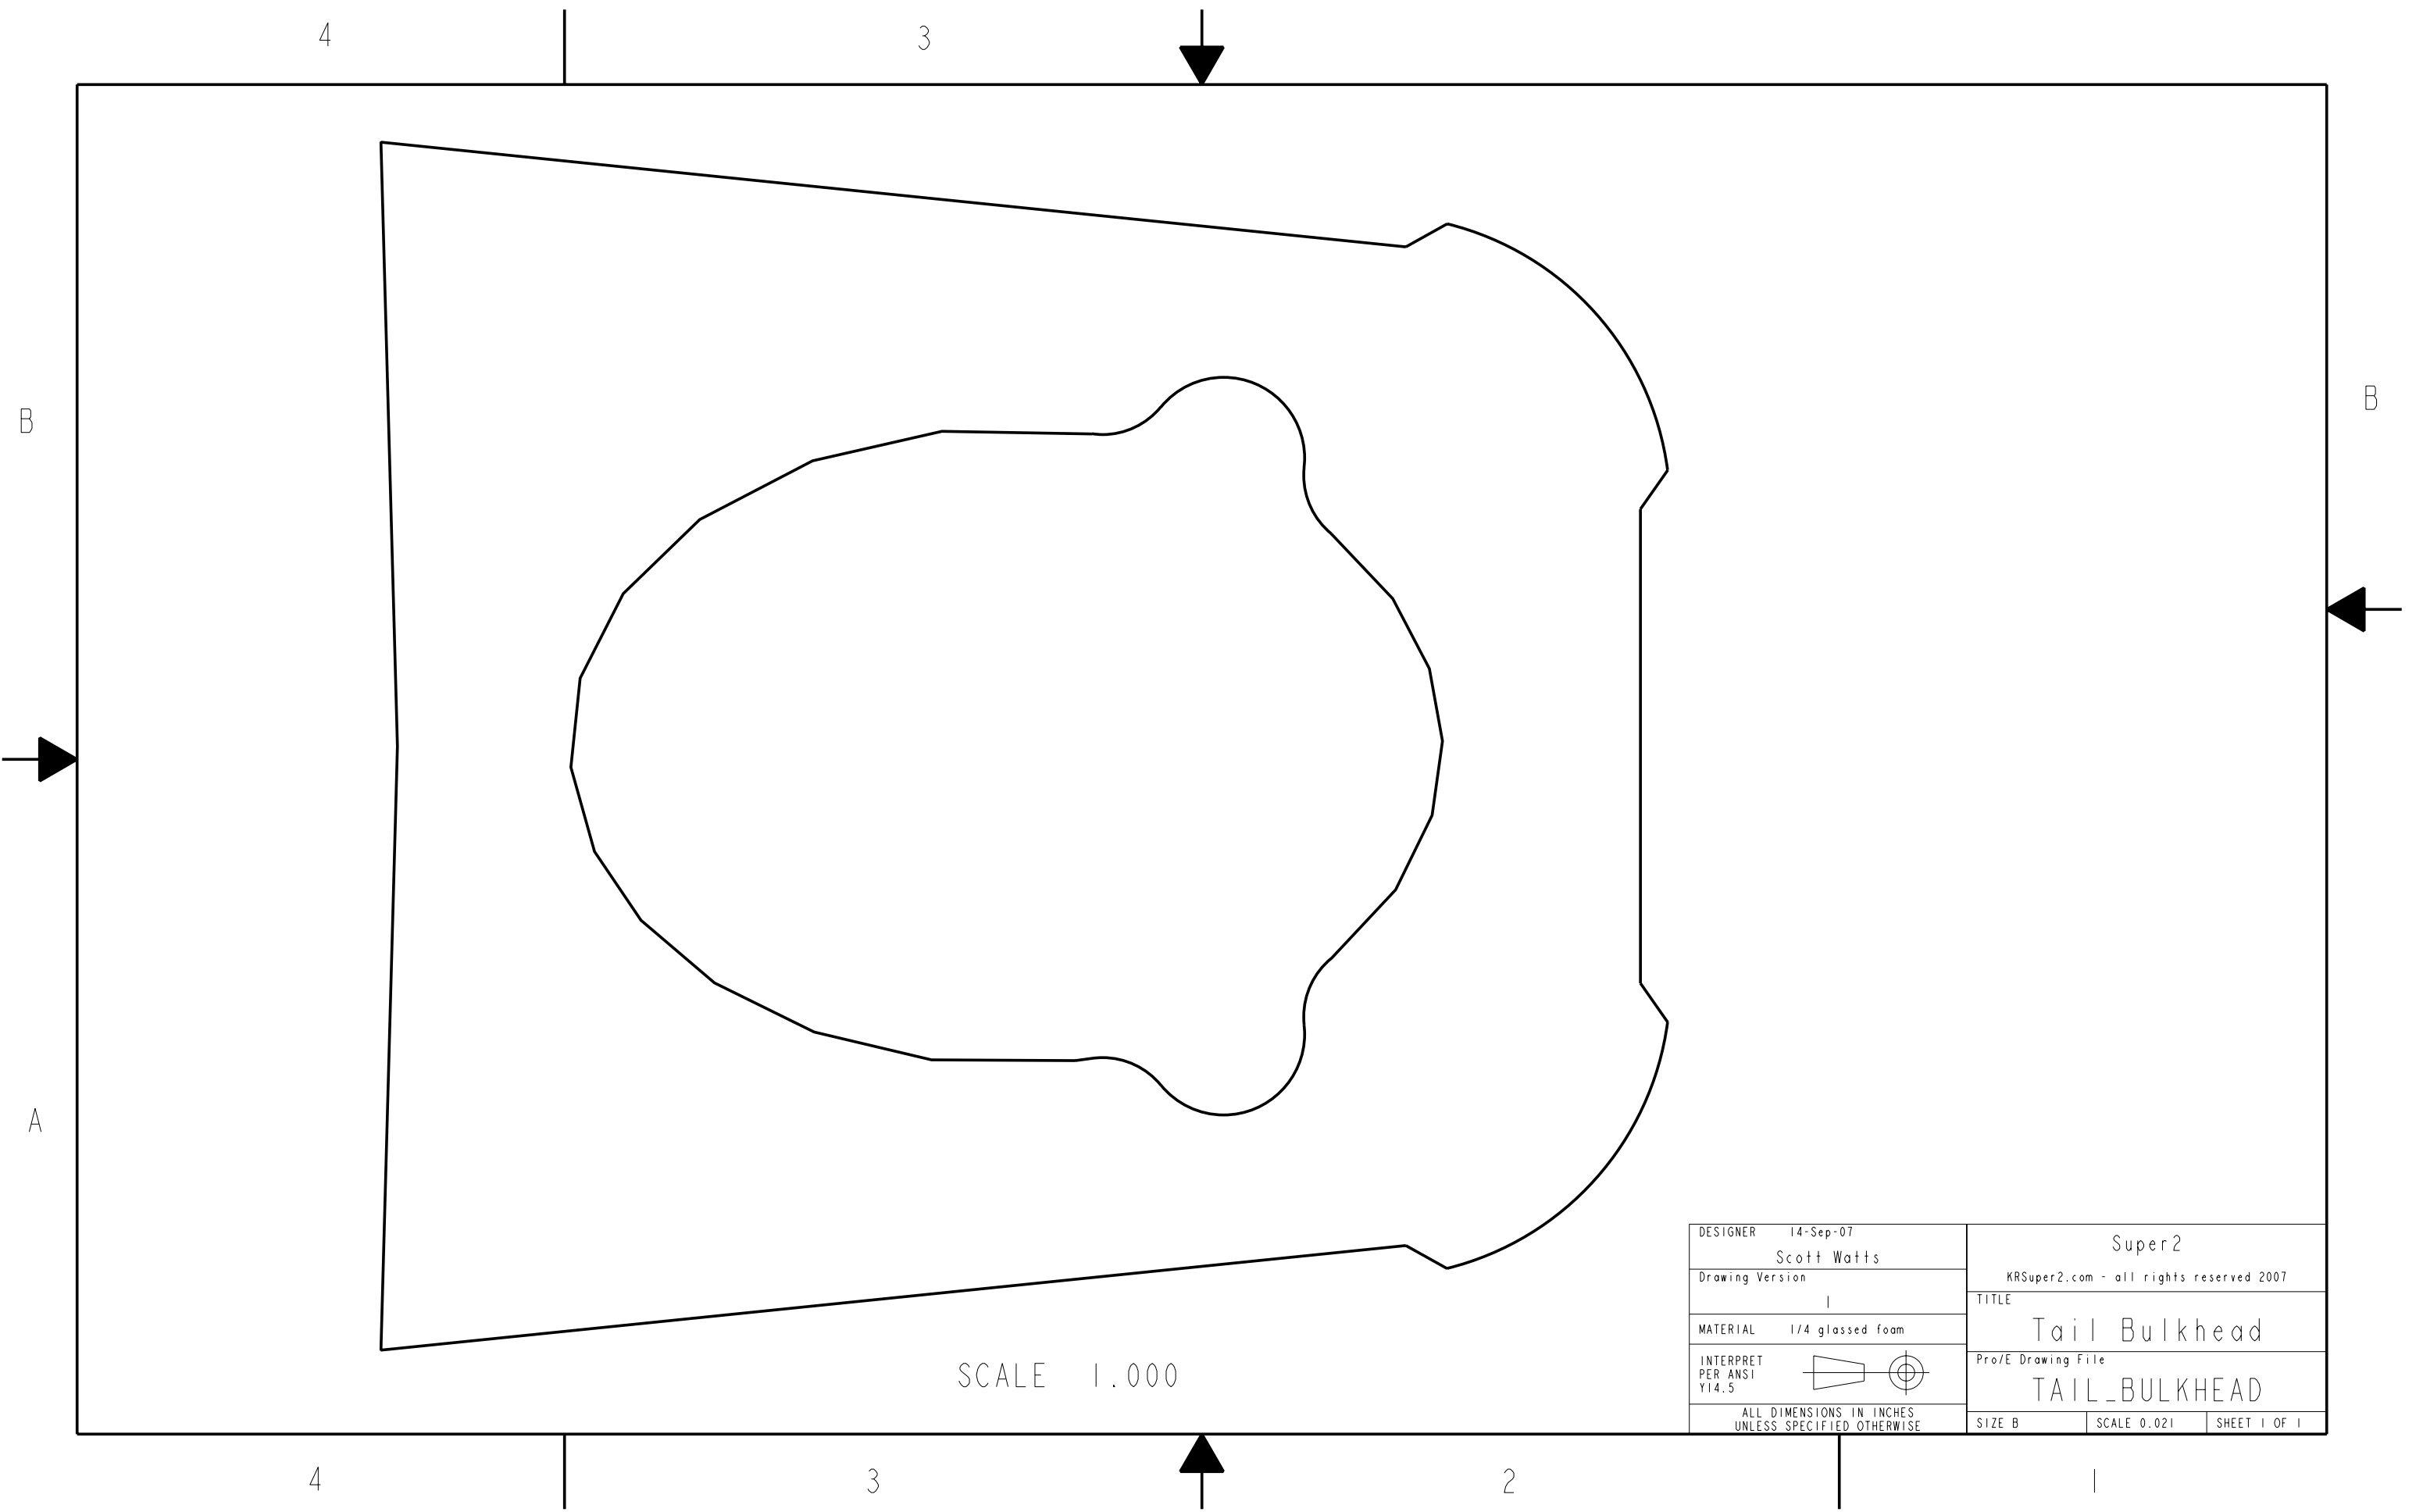 4 3
B B
A
SCALE 1.000
DESIGNER 14-Sep-07
Scott Watts
Drawing Version
1
MATERIAL 1/4 glassed foam
INTERPRET
PER ANSI
Y14.5
ALL DIMENSIONS IN INCHES
UNLESS SPECIFIED OTHERWISE
Super2
KRSuper2.com - all rights reserved 2007
TITLE
Tail Bulkhead
Pro/E Drawing File
TAIL_BULKHEAD
SIZE B SCALE 0.021 SHEET 1 OF 1
4 3 2 1